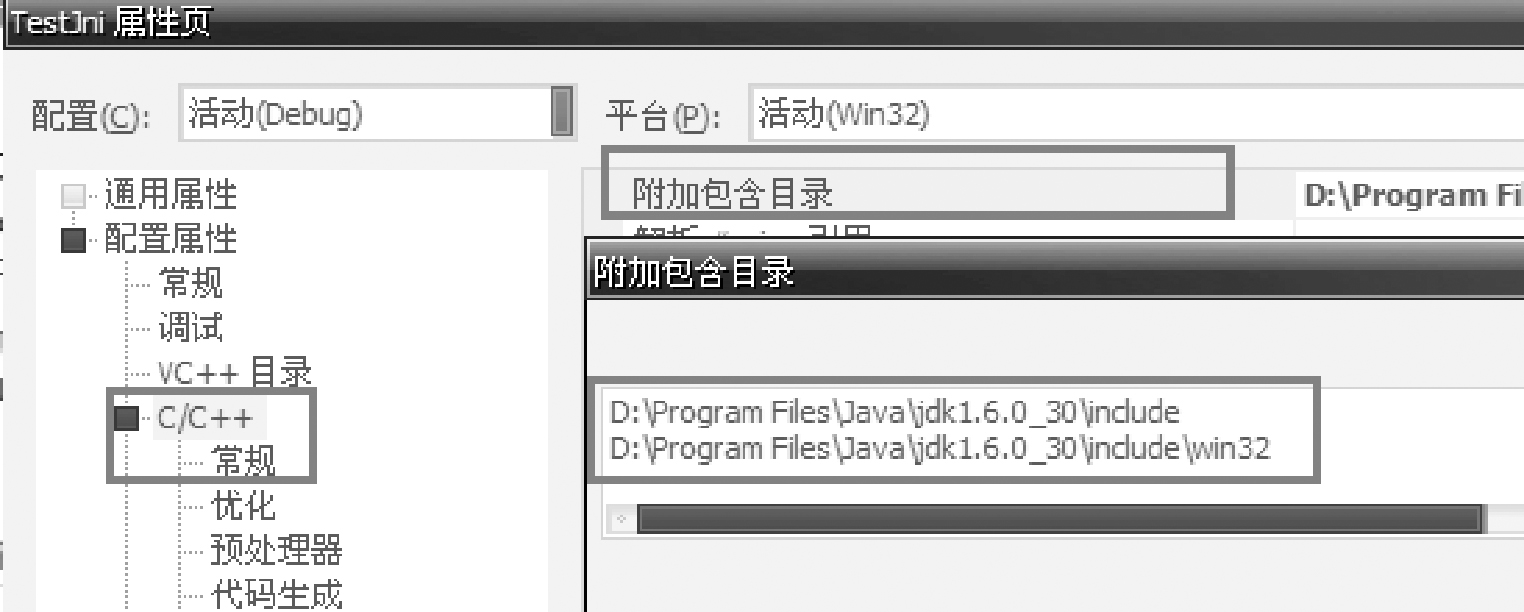 TestJni 属性页
配置(C): 活动(Debug) 平台(P): 活动(Win32)
通用属性
配置属性
常规
调试
VC++ 目录
C/C++
常规
优化
预处理器
代码生成
附加包含目录 D:\Program Fi
附加包含目录
D:\Program Files\Java\jdk1.6.0_30\include
D:\Program Files\Java\jdk1.6.0_30\include\win32